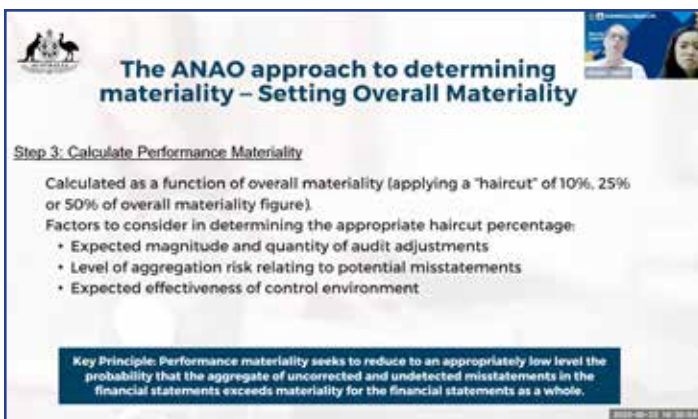 The ANAO approach to determining
materiality – Setting Overall Materiality
Step 3: Calculate Performance Materiality
Calculated as a function of overall materiality (applying a "haircut" of 10%, 25%
or 50% of overall materiality figure).
Factors to consider in determining the appropriate haircut percentage:
• Expected magnitude and quantity of audit adjustments
• Level of aggregation risk relating to potential misstatements
• Expected effectiveness of control environment
Key Principle: Performance materiality seeks to reduce to an appropriately low level the
probability that the aggregate of uncorrected and undetected misstatements in the
financial statements exceeds materiality for the financial statements as a whole.